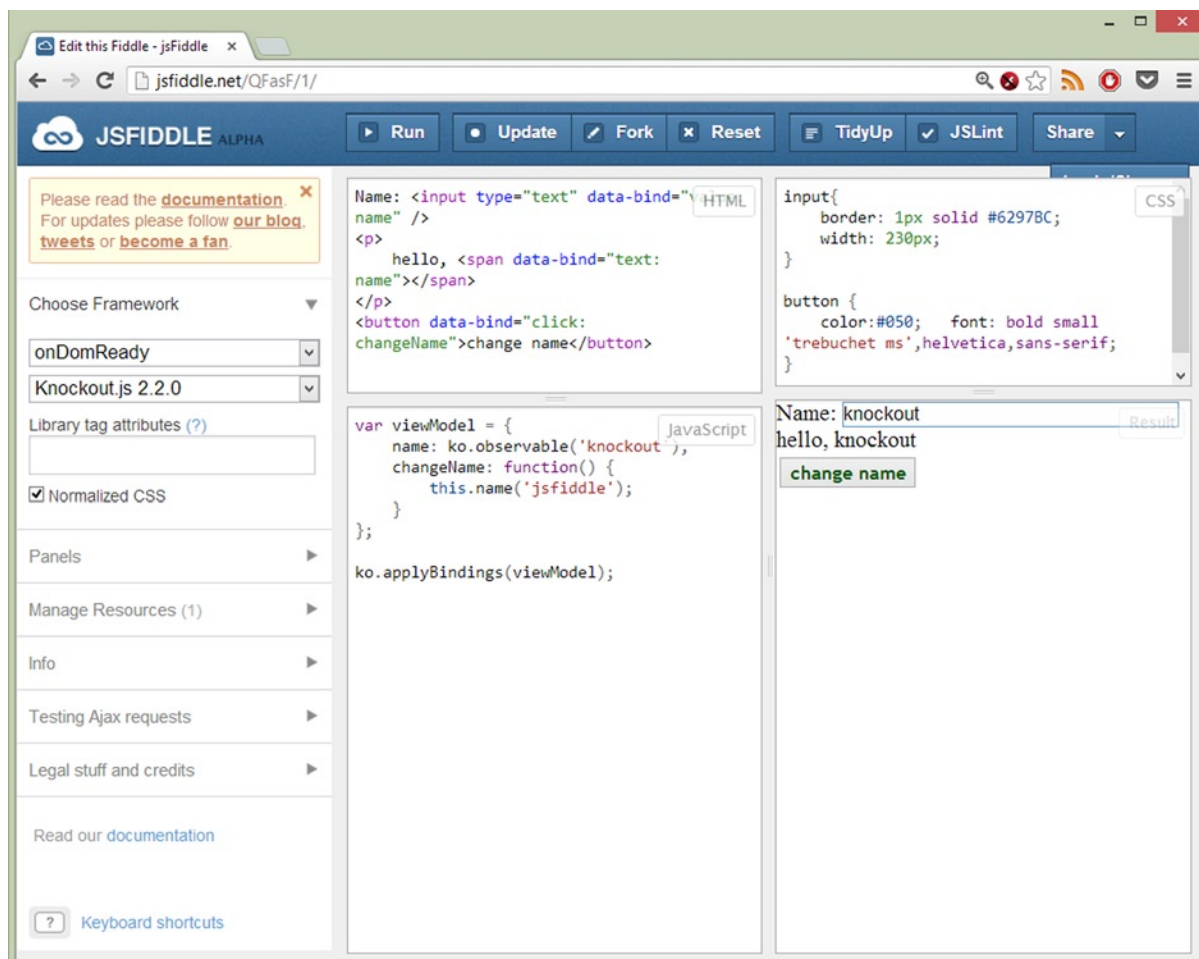 Edit this Fiddle - jsFiddle x
jsfiddle.net/QFasF/1/
JSFIDDLE ALPHA
Run
Update
Fork
Reset
TidyUp
JSLint
Share
Please read the documentation.
For updates please follow our blog,
tweets or become a fan.
Choose Framework
onDomReady
Knockout.js 2.2.0
Library tag attributes (?)
Normalized CSS
Panels
Manage Resources (1)
Info
Testing Ajax requests
Legal stuff and credits
Read our documentation
? Keyboard shortcuts
HTML
Name: <input type="text" data-bind="
name" />
<p>
hello, <span data-bind="text:
name"></span>
</p>
<button data-bind="click:
changeName">change name</button>
CSS
input{
border: 1px solid #6297BC;
width: 230px;
}
button {
color:#050; font: bold small
'trebuchet ms',helvetica,sans-serif;
}
JavaScript
var viewModel = {
name: ko.observable('knockout'),
changeName: function() {
this.name('jsfiddle');
}
};
ko.applyBindings(viewModel);
Result
Name: knockout
hello, knockout
change name